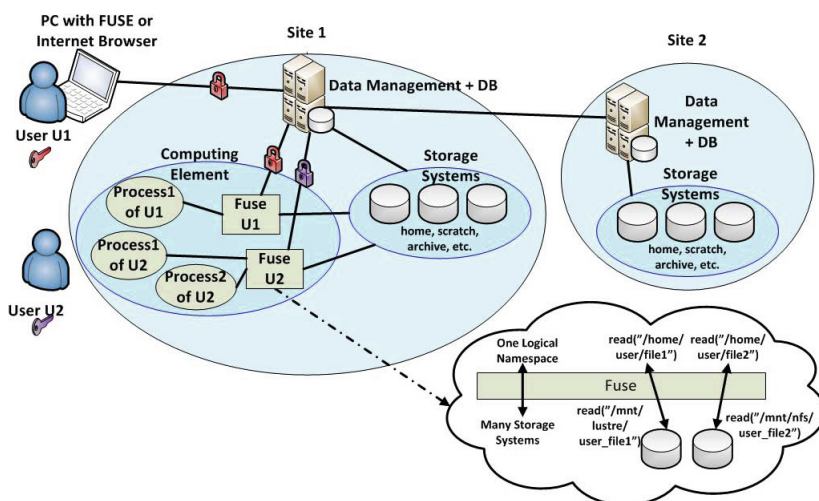 PC with FUSE or
Internet Browser
Site 1
Site 2
Data Management + DB
Data
Management
+ DB
User U1
Computing
Element
Storage
Systems
Storage
Systems
Process1
of U1
Fuse
U1
home, scratch,
archive, etc.
Process1
of U2
Fuse
U2
Process2
of U2
home, scratch,
archive, etc.
User U2
One Logical
Namespace
read("/home/
user/file1")
read("/home/
user/file2")
Fuse
Many Storage
Systems
read("/mnt/
lustre/
user_file1")
read("/mnt/nfs/
user_file2")